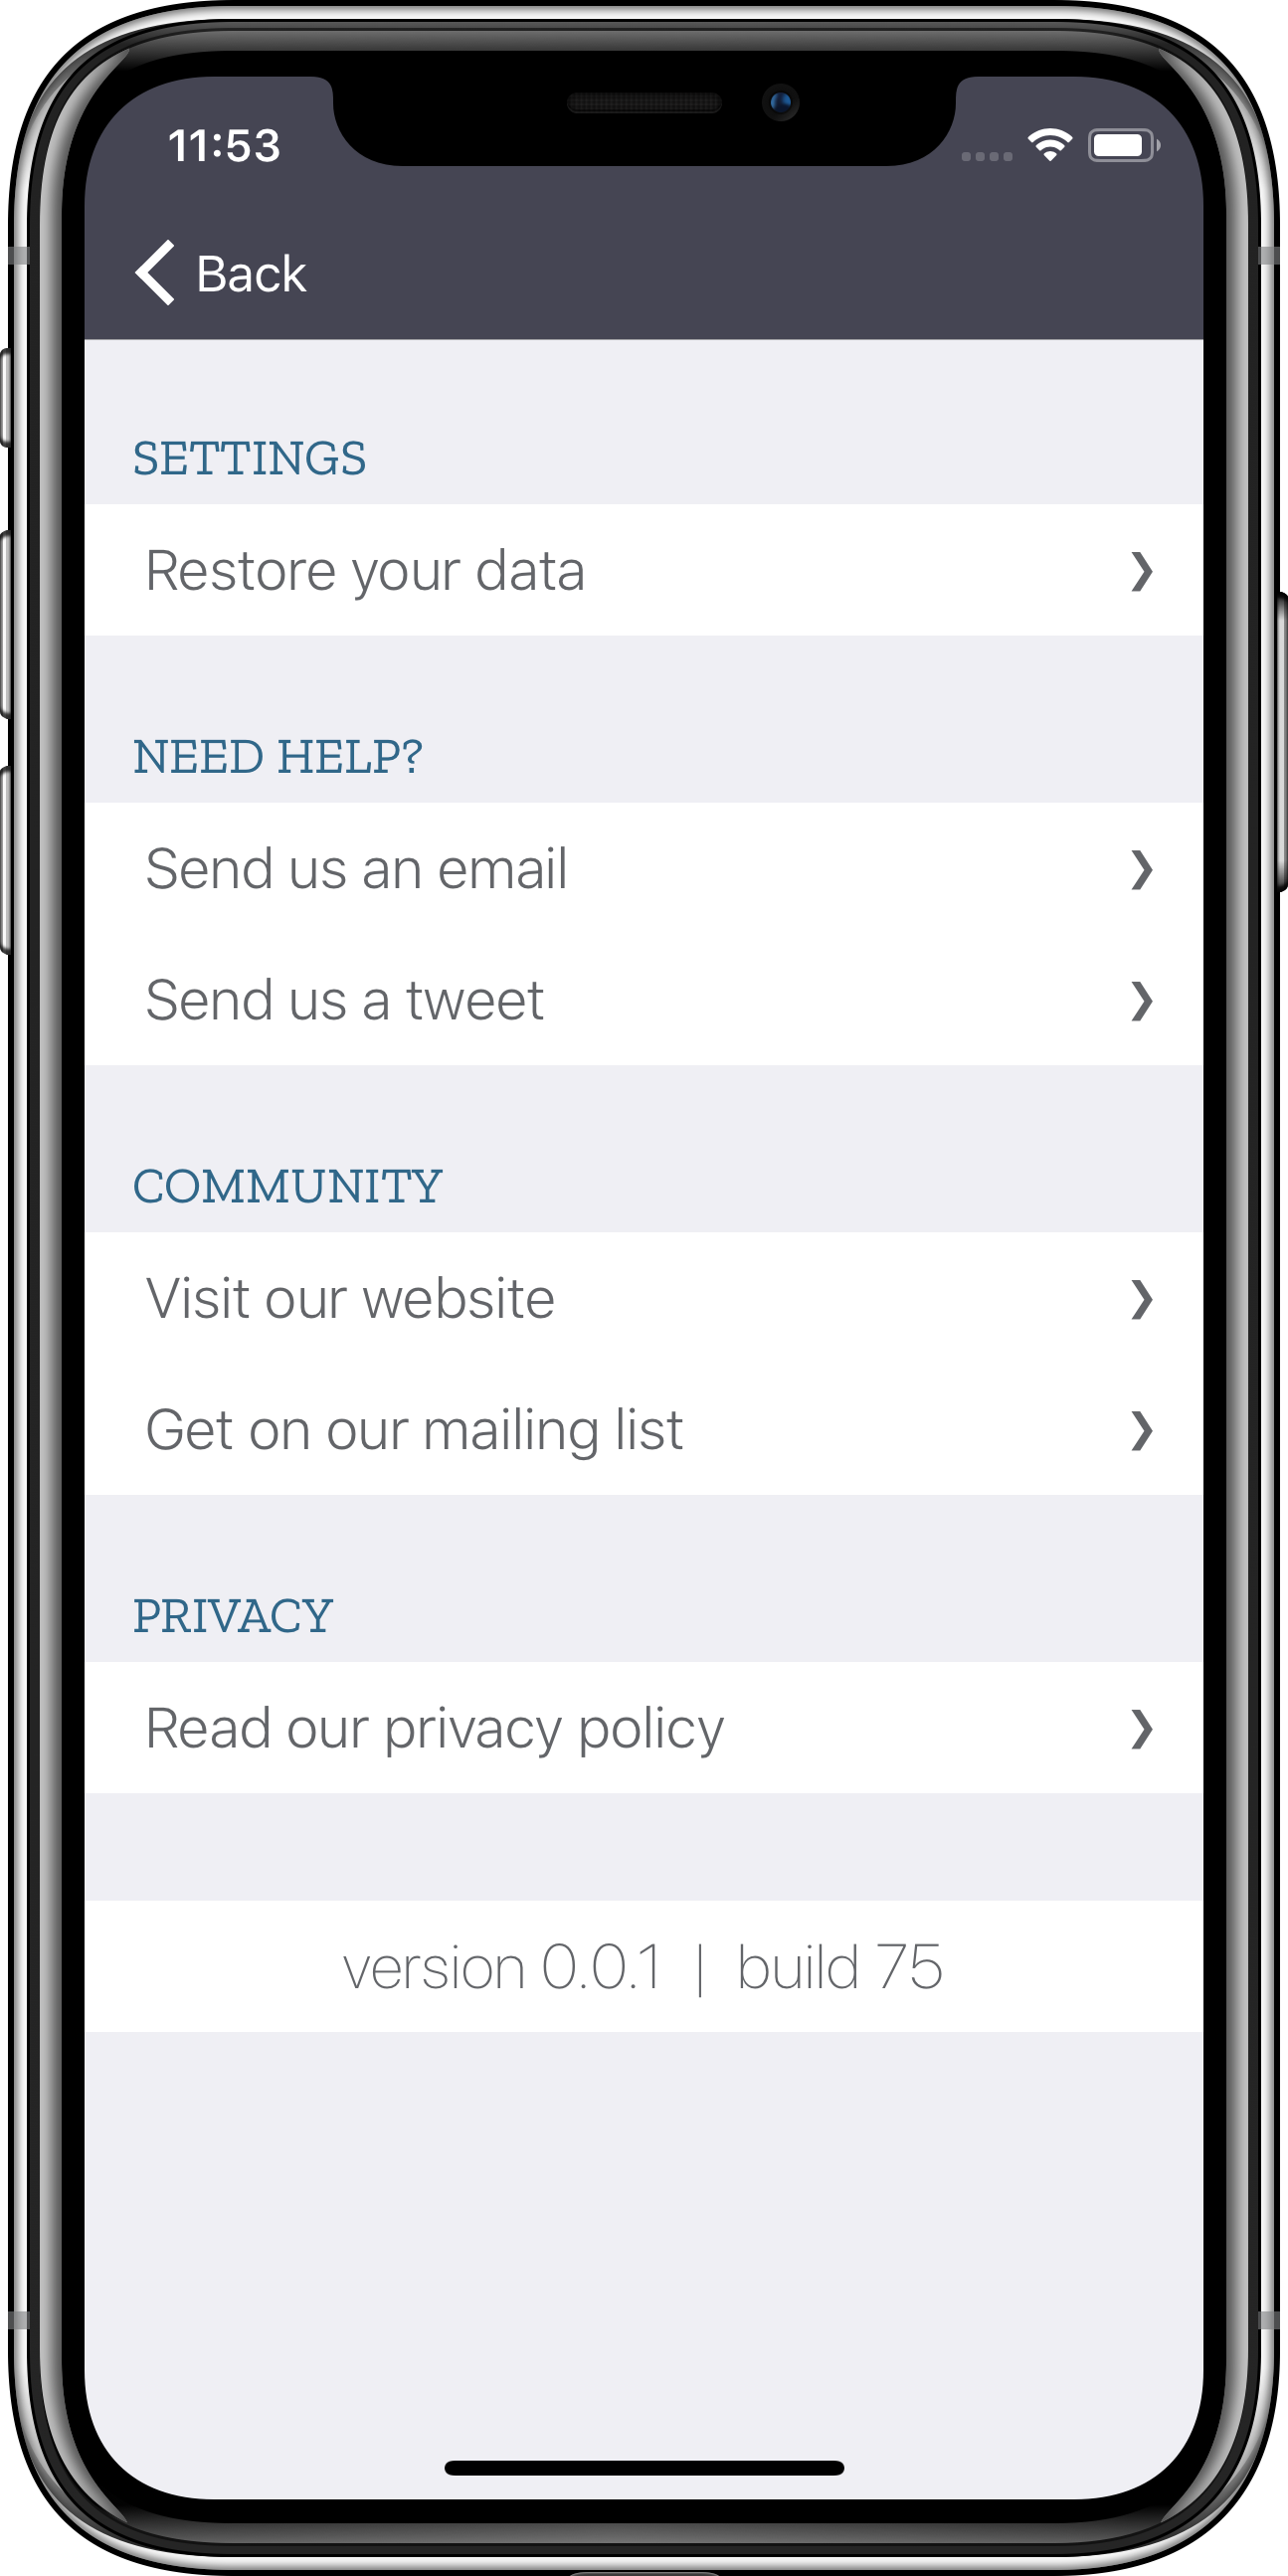 11:53
Back
SETTINGS
Restore your data
NEED HELP?
Send us an email
Send us a tweet
COMMUNITY
Visit our website
Get on our mailing list
PRIVACY
Read our privacy policy
version 0.0.1 | build 75